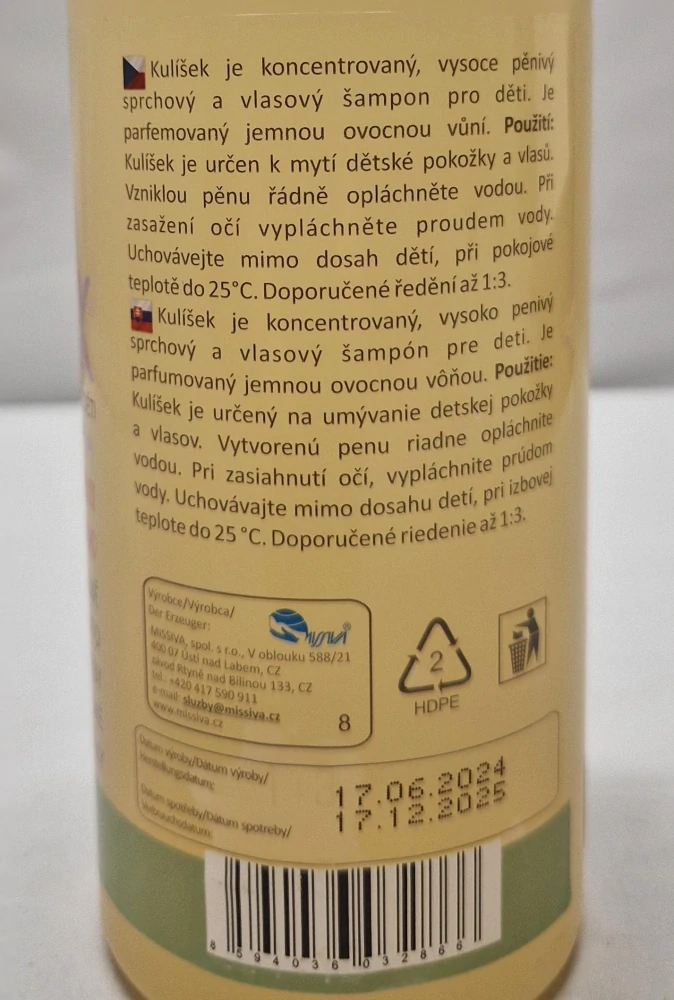 Kulíšek je koncentrovaný, vysoce pěnivý
sprchový a vlasový šampon pro děti. Je
parfemovaný jemnou ovocnou vůní. Použití:
Kulíšek je určen k mytí dětské pokožky a vlasů.
Vzniklou pěnu řádně opláchněte vodou. Při
zasažení očí vypláchněte proudem vody.
Uchovávejte mimo dosah dětí, při pokojové
teplotě do 25°C. Doporučené ředění až 1:3.
Kulíšek je koncentrovaný, vysoko penivý
sprchový a vlasový šampón pre deti. Je
parfumovaný jemnou ovocnou vôňou. Použitie:
Kulíšek je určený na umývanie detskej pokožky
a vlasov. Vytvorenú penu riadne opláchnite
vodou. Pri zasiahnutí očí, vypláchnite prúdom
vody. Uchovávajte mimo dosahu detí, pri izbovej
teplote do 25 °C. Doporučené riedenie až 1:3.
Výrobce/Výrobca/
Der Erzeuger:
MISSIVA®
MISSIVA, spol. s r.o., V oblouku 588/21
400 07 Ústí nad Labem, CZ
závod Rtyně nad Bílinou 133, CZ
tel.: +420 417 590 911
e-mail: sluzby@missiva.cz
www.missiva.cz
8
2
HDPE
Datum výroby/Dátum výroby/
Herstellungsdatum:
17.06.2024
Datum spotřeby/Dátum spotreby/
Verbrauchsdatum:
17.12.2025
8 594036 032866